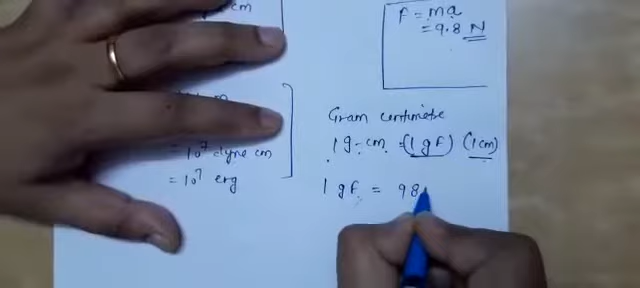 cm
F = ma
= 9.8 N
m
= 10⁷ dyne cm
= 10⁷ erg
Gram centimetre
1 g-cm = (1 gF) (1 cm)
1 gF = 98